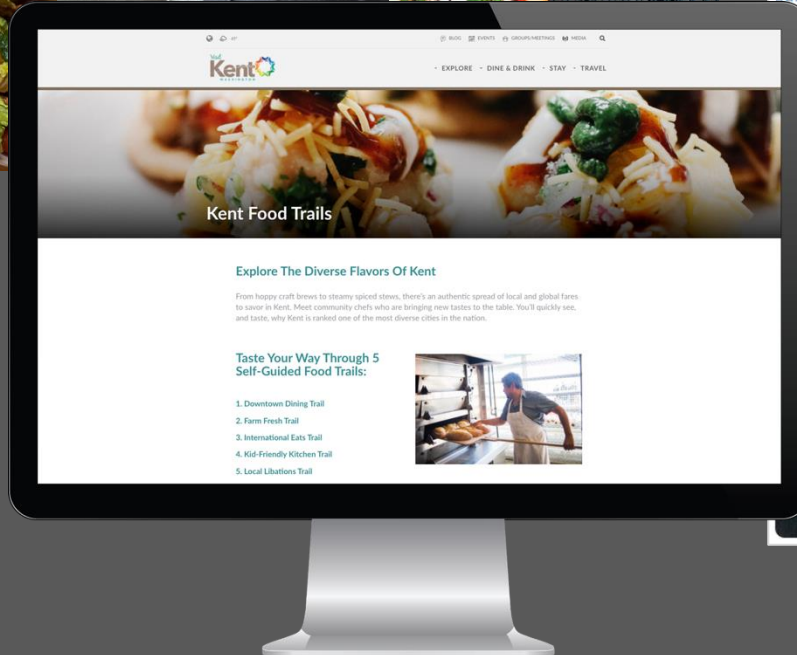 BLOG EVENTS GROUPS/MEETINGS MEDIA
Visit
Kent
WASHINGTON
- EXPLORE - DINE & DRINK - STAY - TRAVEL
Kent Food Trails
Explore The Diverse Flavors Of Kent
From hoppy craft brews to steamy spiced stews, there's an authentic spread of local and global fares
to savor in Kent. Meet community chefs who are bringing new tastes to the table. You'll quickly see,
and taste, why Kent is ranked one of the most diverse cities in the nation.
Taste Your Way Through 5
Self-Guided Food Trails:
1. Downtown Dining Trail
2. Farm Fresh Trail
3. International Eats Trail
4. Kid-Friendly Kitchen Trail
5. Local Libations Trail